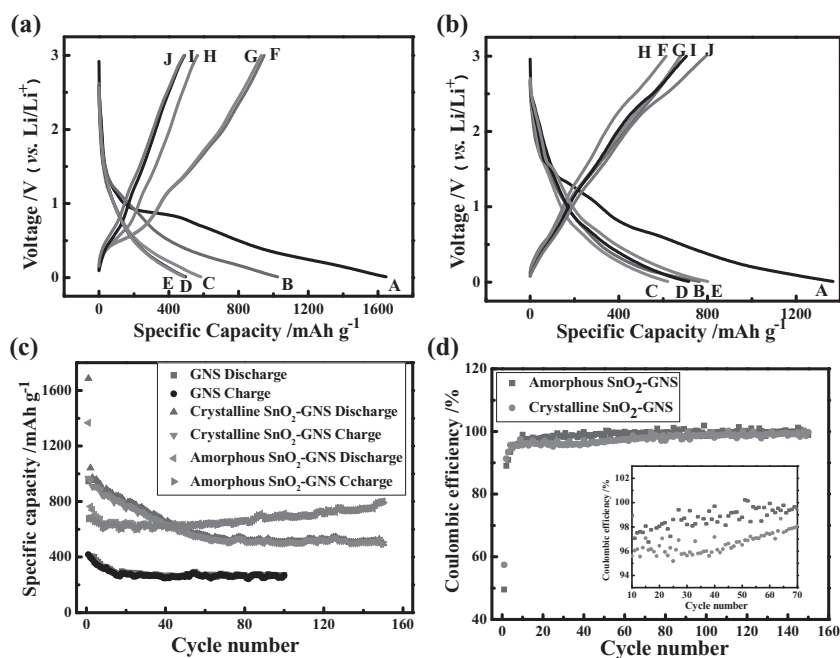 (a)
3
2
1
0
Voltage /V (vs. Li/Li+)
J I H
G F
E D C B A
0 400 800 1200 1600
Specific Capacity /mAh g-1
(b)
3
2
1
0
Voltage /V (vs. Li/Li+)
H F G I J
C D B E A
0 400 800 1200
Specific Capacity /mAh g-1
(c)
1600
1200
800
400
0
Specific capacity /mAh g-1
GNS Discharge
GNS Charge
Crystalline SnO2-GNS Discharge
Crystalline SnO2-GNS Charge
Amorphous SnO2-GNS Discharge
Amorphous SnO2-GNS Ccharge
0 40 80 120 160
Cycle number
(d)
120
100
80
60
40
Coulombic efficiency /%
Amorphous SnO2-GNS
Crystalline SnO2-GNS
102
100
98
96
94
Coulombic efficiency /%
10 20 30 40 50 60 70
Cycle number
0 20 40 60 80 100 120 140 160
Cycle number